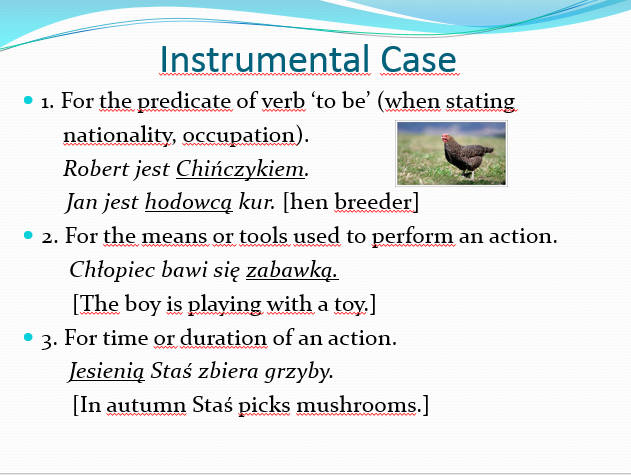 Instrumental Case
• 1. For the predicate of verb ‘to be’ (when stating
nationality, occupation).
Robert jest Chińczykiem.
Jan jest hodowcą kur. [hen breeder]
• 2. For the means or tools used to perform an action.
Chłopiec bawi się zabawką.
[The boy is playing with a toy.]
• 3. For time or duration of an action.
Jesienią Staś zbiera grzyby.
[In autumn Staś picks mushrooms.]